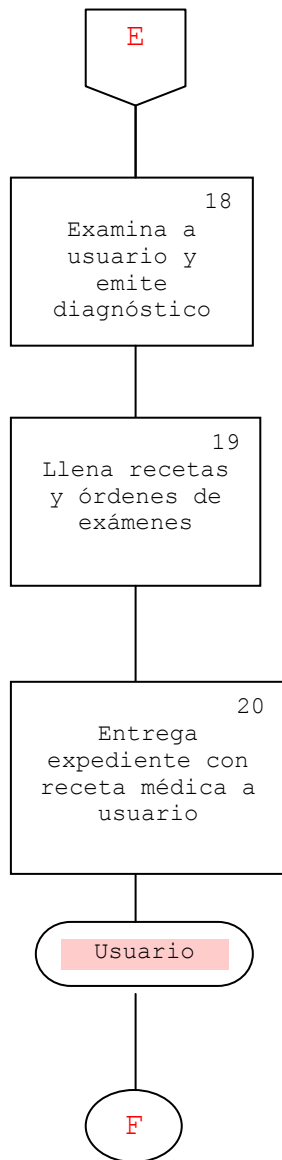 E
18
Examina a
usuario y
emite
diagnóstico
19
Llena recetas
y órdenes de
exámenes
20
Entrega
expediente con
receta médica a
usuario
Usuario
F